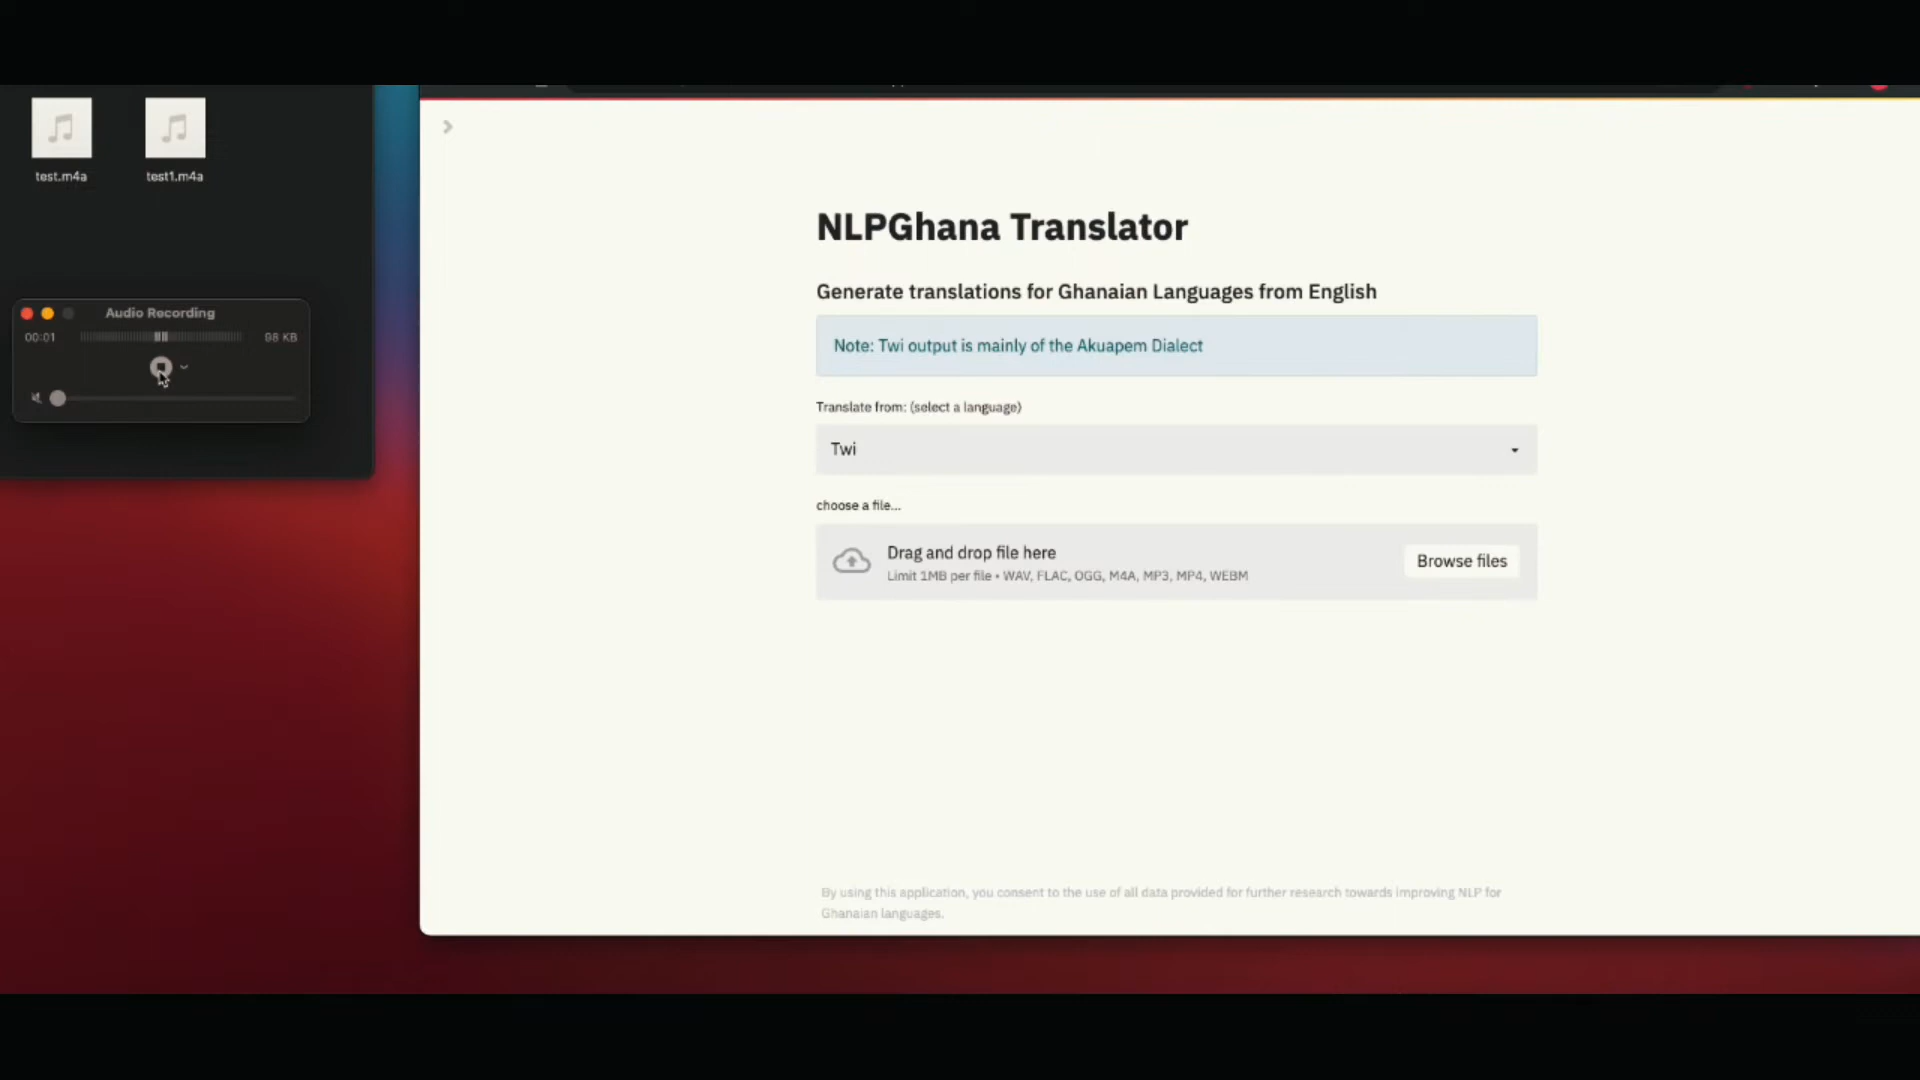 test.m4a
test1.m4a
Audio Recording
00:01
98 KB
NLPGhana Translator
Generate translations for Ghanaian Languages from English
Note: Twi output is mainly of the Akuapem Dialect
Translate from: (select a language)
Twi
choose a file...
Drag and drop file here
Limit 1MB per file • WAV, FLAC, OGG, M4A, MP3, MP4, WEBM
Browse files
By using this application, you consent to the use of all data provided for further research towards improving NLP for
Ghanaian languages.